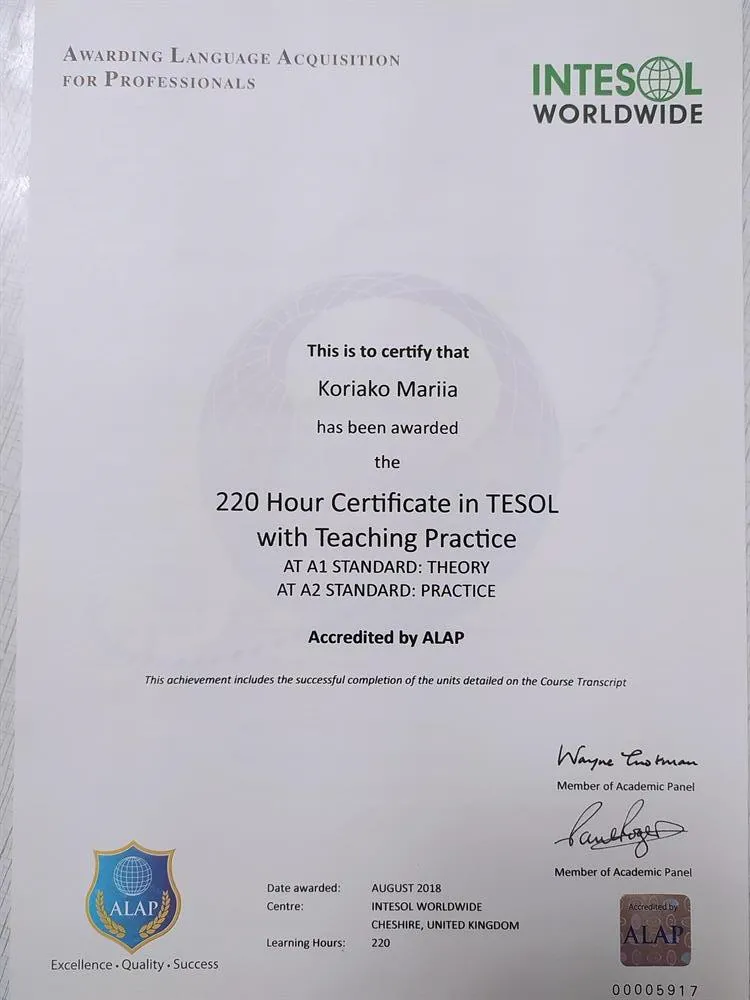 AWARDING LANGUAGE ACQUISITION
FOR PROFESSIONALS
INTESOL
WORLDWIDE
This is to certify that
Koriako Mariia
has been awarded
the
220 Hour Certificate in TESOL
with Teaching Practice
AT A1 STANDARD: THEORY
AT A2 STANDARD: PRACTICE
Accredited by ALAP
This achievement includes the successful completion of the units detailed on the Course Transcript
Wayne
Member of Academic Panel
Member of Academic Panel
ALAP
Excellence • Quality • Success
Date awarded: AUGUST 2018
Centre: INTESOL WORLDWIDE
CHESHIRE, UNITED KINGDOM
Learning Hours: 220
Accredited by
ALAP
00005917